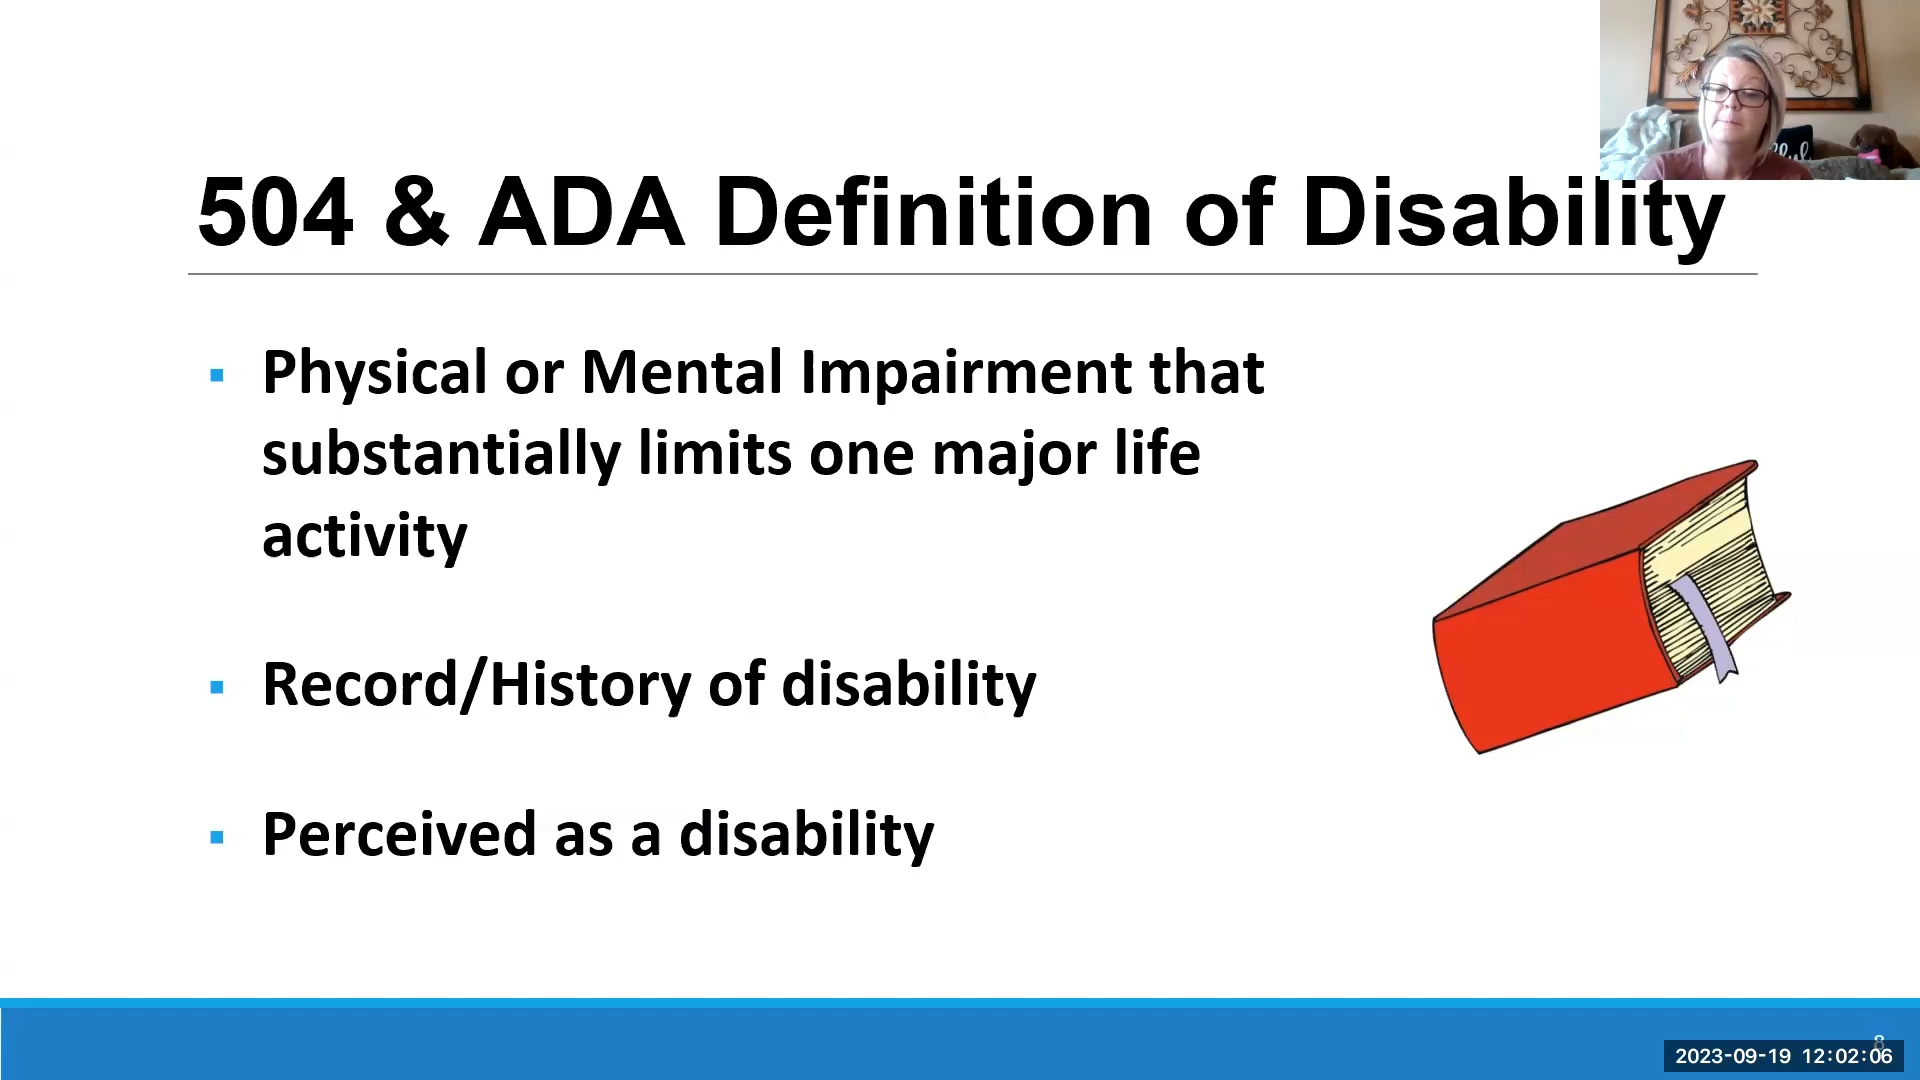 504 & ADA Definition of Disability
▪ Physical or Mental Impairment that
substantially limits one major life
activity
▪ Record/History of disability
▪ Perceived as a disability
8
2023-09-19 12:02:06